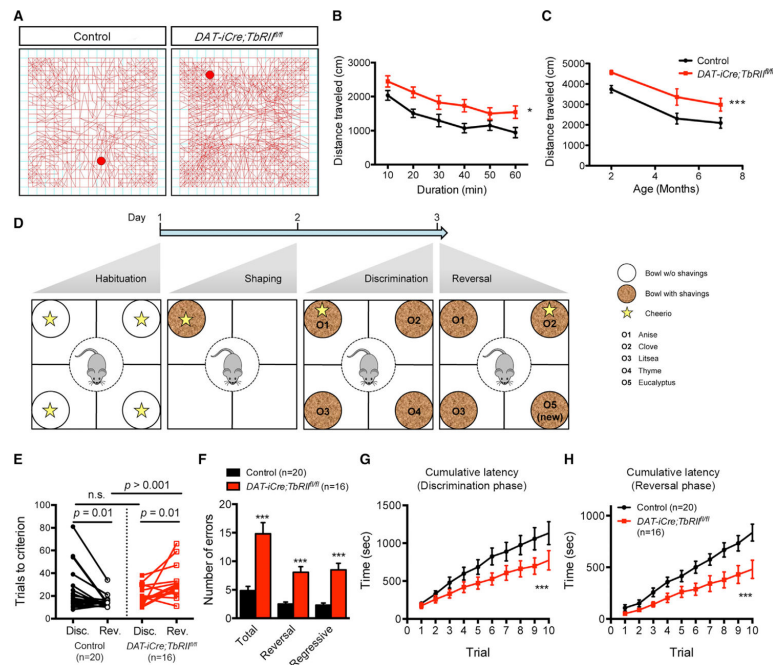 A
Control
DAT-iCre;TbRII^fl/fl
B
Distance traveled (cm)
3000
2000
1000
0
10 20 30 40 50 60
Duration (min)
*
C
Control
DAT-iCre;TbRII^fl/fl
Distance traveled (cm)
6000
5000
4000
3000
2000
1000
0
0 2 4 6 8
Age (Months)
***
D
Day 1 2 3
Habituation
Shaping
Discrimination
Reversal
O1 O2 O1 O2
O3 O4 O3 O5
(new)
Bowl w/o shavings
Bowl with shavings
Cheerio
O1 Anise
O2 Clove
O3 Litsea
O4 Thyme
O5 Eucalyptus
E
p > 0.001
n.s.
p = 0.01 p = 0.01
Trials to criterion
100
80
60
40
20
0
Disc. Rev. Disc. Rev.
Control
(n=20)
DAT-iCre;TbRII^fl/fl
(n=16)
F
Control (n=20)
DAT-iCre;TbRII^fl/fl (n=16)
Number of errors
20
15
10
5
0
***
***
***
Total
Reversal
Regressive
G
Cumulative latency
(Discrimination phase)
Time (sec)
1500
1000
500
0
0 1 2 3 4 5 6 7 8 9 10
Trial
***
H
Cumulative latency
(Reversal phase)
Control (n=20)
DAT-iCre;TbRII^fl/fl
(n=16)
Time (sec)
1000
500
0
0 1 2 3 4 5 6 7 8 9 10
Trial
***